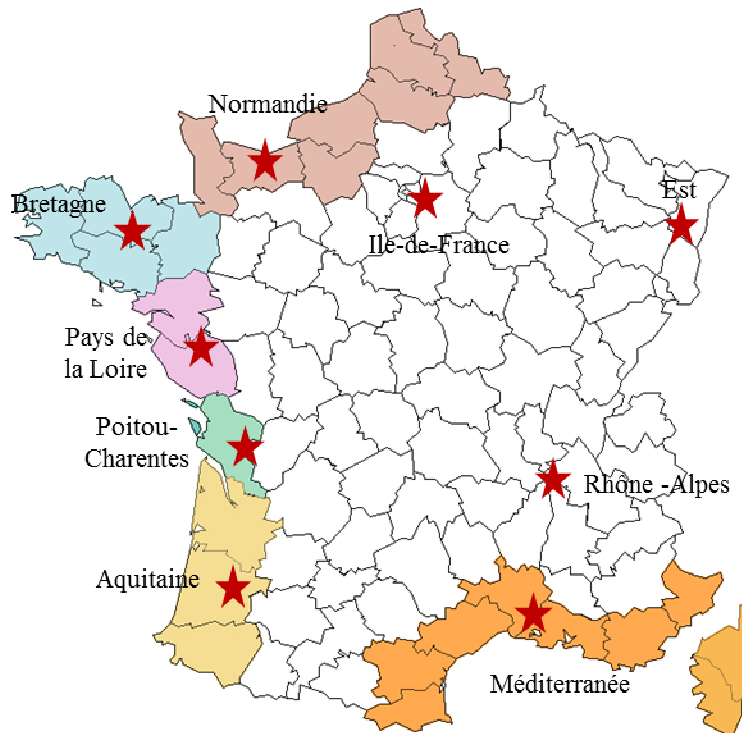 Normandie
Est
Bretagne
Ile-de-France
Pays de
la Loire
Poitou-
Charentes
Rhône -Alpes
Aquitaine
Méditerranée